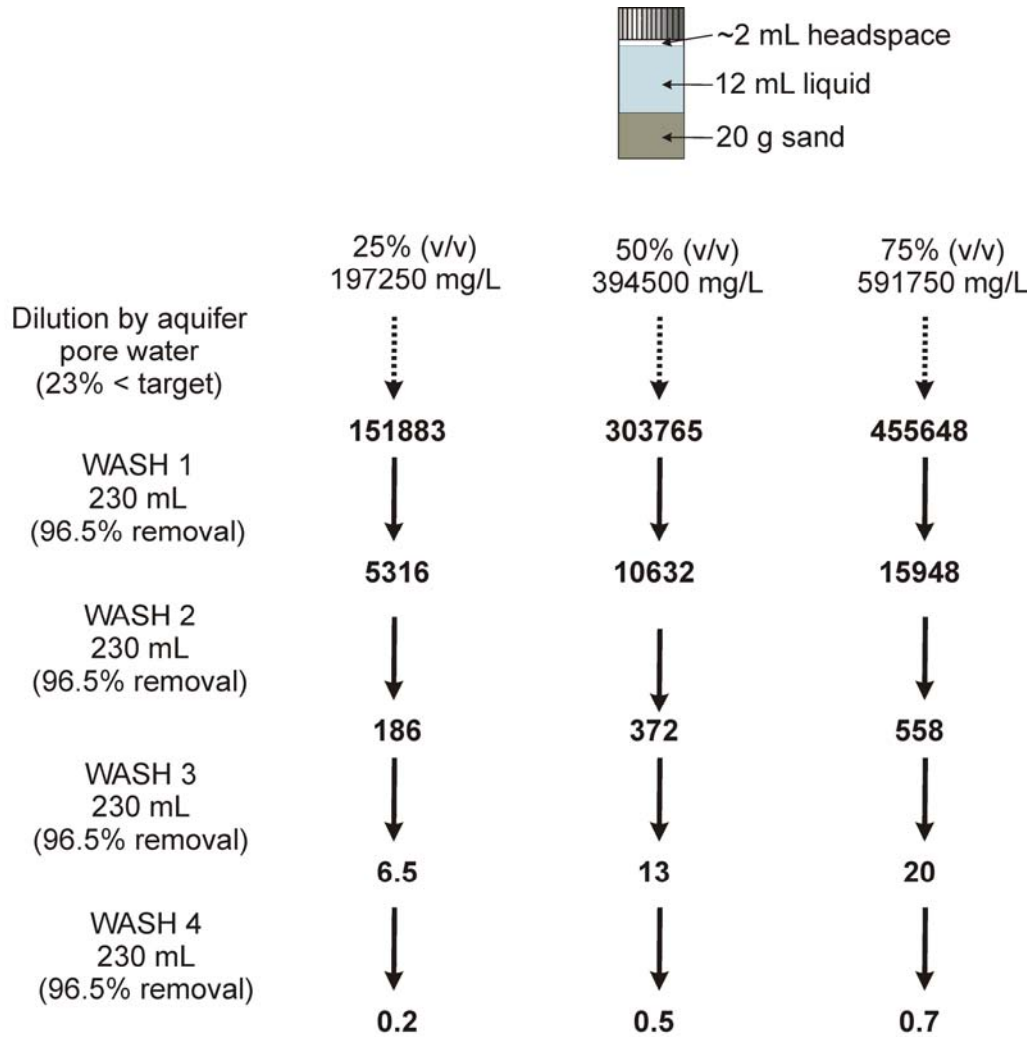 ~2 mL headspace
12 mL liquid
20 g sand
25% (v/v)
197250 mg/L
50% (v/v)
394500 mg/L
75% (v/v)
591750 mg/L
Dilution by aquifer
pore water
(23% < target)
151883
303765
455648
WASH 1
230 mL
(96.5% removal)
5316
10632
15948
WASH 2
230 mL
(96.5% removal)
186
372
558
WASH 3
230 mL
(96.5% removal)
6.5
13
20
WASH 4
230 mL
(96.5% removal)
0.2
0.5
0.7